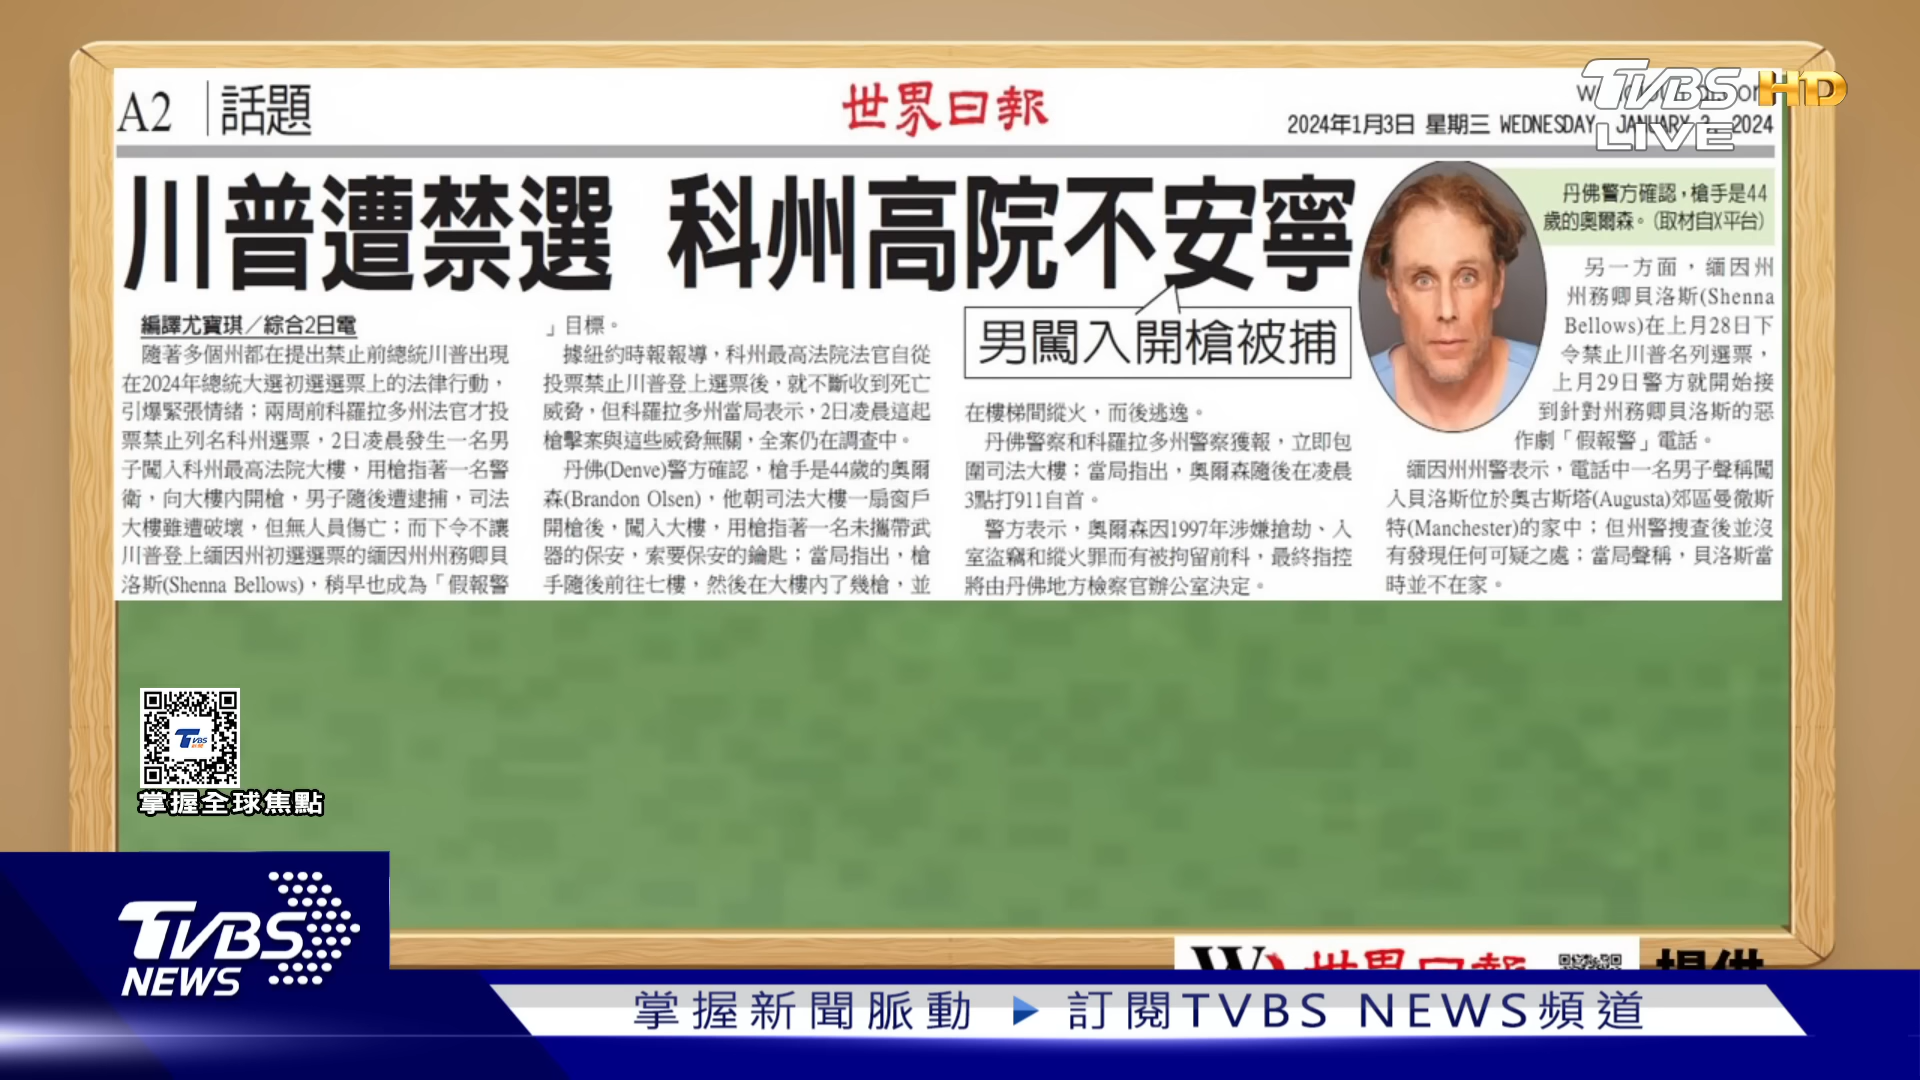 A2 話題
世界日報
2024年1月3日 星期三 WEDNESDAY, JANUARY 3, 2024
TVBS HD
LIVE
川普遭禁選 科州高院不安寧
男闖入開槍被捕
丹佛警方確認，槍手是44
歲的奧爾森。（取材自X平台）
編譯尤寶琪／綜合2日電
隨著多個州都在提出禁止前總統川普出現
在2024年總統大選初選選票上的法律行動，
引爆緊張情緒；兩周前科羅拉多州法官才投
票禁止列名科州選票，2日凌晨發生一名男
子闖入科州最高法院大樓，用槍指著一名警
衛，向大樓內開槍，男子隨後遭逮捕，司法
大樓雖遭破壞，但無人員傷亡；而下令不讓
川普登上緬因州初選選票的緬因州州務卿貝
洛斯(Shenna Bellows)，稍早也成為「假報警
」目標。
據紐約時報報導，科州最高法院法官自從
投票禁止川普登上選票後，就不斷收到死亡
威脅，但科羅拉多州當局表示，2日凌晨這起
槍擊案與這些威脅無關，全案仍在調查中。
丹佛(Denve)警方確認，槍手是44歲的奧爾
森(Brandon Olsen)，他朝司法大樓一扇窗戶
開槍後，闖入大樓，用槍指著一名未攜帶武
器的保安，索要保安的鑰匙；當局指出，槍
手隨後前往七樓，然後在大樓內了幾槍，並
在樓梯間縱火，而後逃逸。
丹佛警察和科羅拉多州警察獲報，立即包
圍司法大樓；當局指出，奧爾森隨後在凌晨
3點打911自首。
警方表示，奧爾森因1997年涉嫌搶劫、入
室盜竊和縱火罪而有被拘留前科，最終指控
將由丹佛地方檢察官辦公室決定。
另一方面，緬因州
州務卿貝洛斯(Shenna
Bellows)在上月28日下
令禁止川普名列選票，
上月29日警方就開始接
到針對州務卿貝洛斯的惡
作劇「假報警」電話。
緬因州州警表示，電話中一名男子聲稱闖
入貝洛斯位於奧古斯塔(Augusta)郊區曼徹斯
特(Manchester)的家中；但州警搜查後並沒
有發現任何可疑之處；當局聲稱，貝洛斯當
時並不在家。
TVBS
掌握全球焦點
世界日報 提供
TVBS
NEWS
掌握新聞脈動 訂閱TVBS NEWS頻道